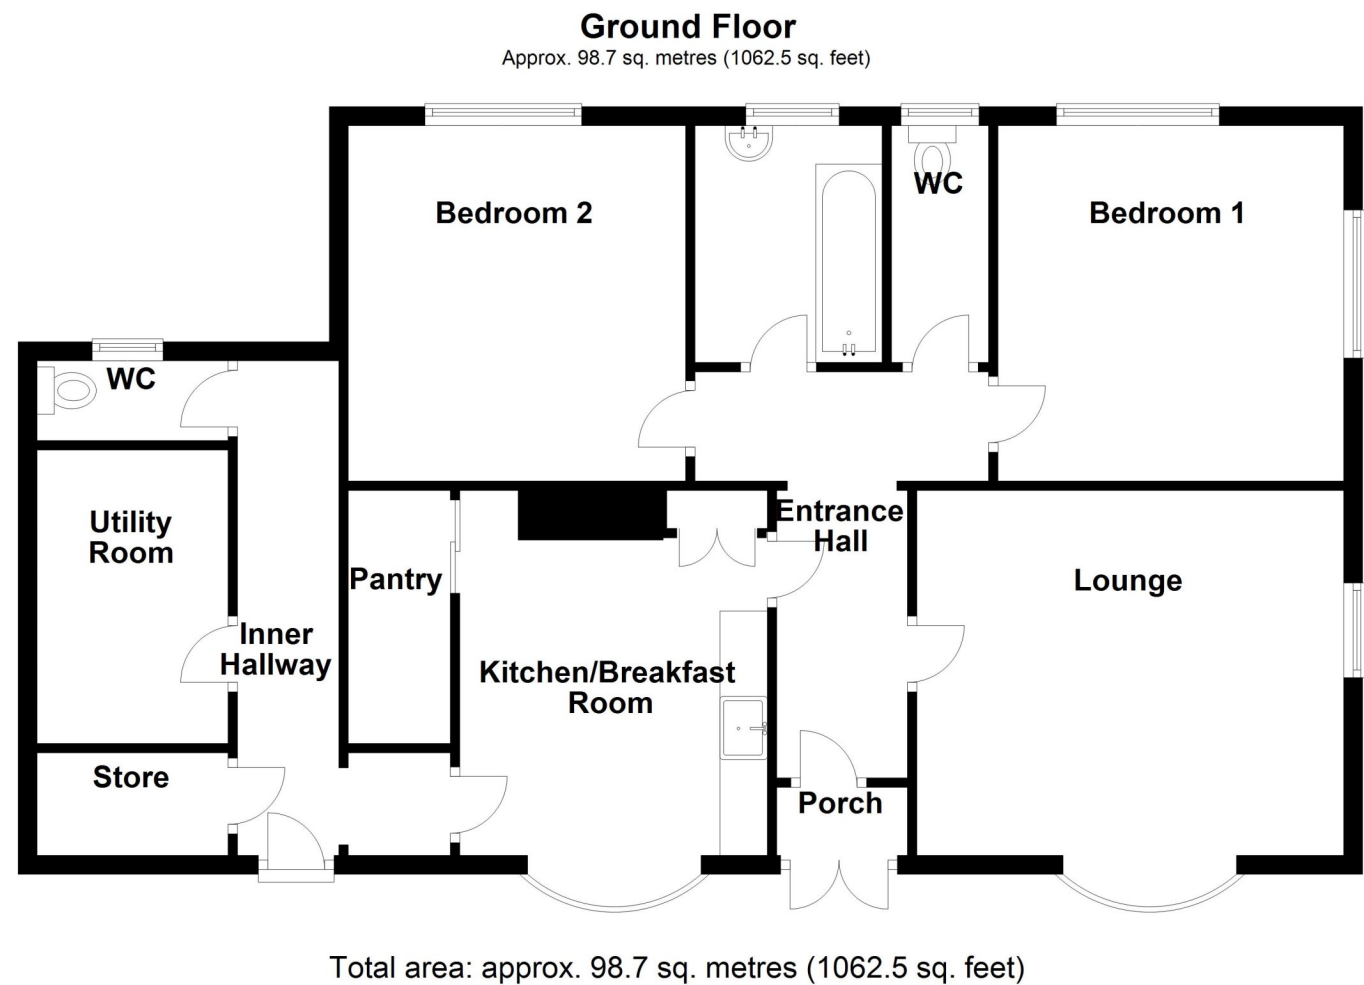 Ground Floor
Approx. 98.7 sq. metres (1062.5 sq. feet)
WC
Bedroom 2
Bedroom 1
WC
Utility
Room
Entrance
Hall
Pantry
Lounge
Inner
Hallway
Kitchen/Breakfast
Room
Store
Porch
Total area: approx. 98.7 sq. metres (1062.5 sq. feet)